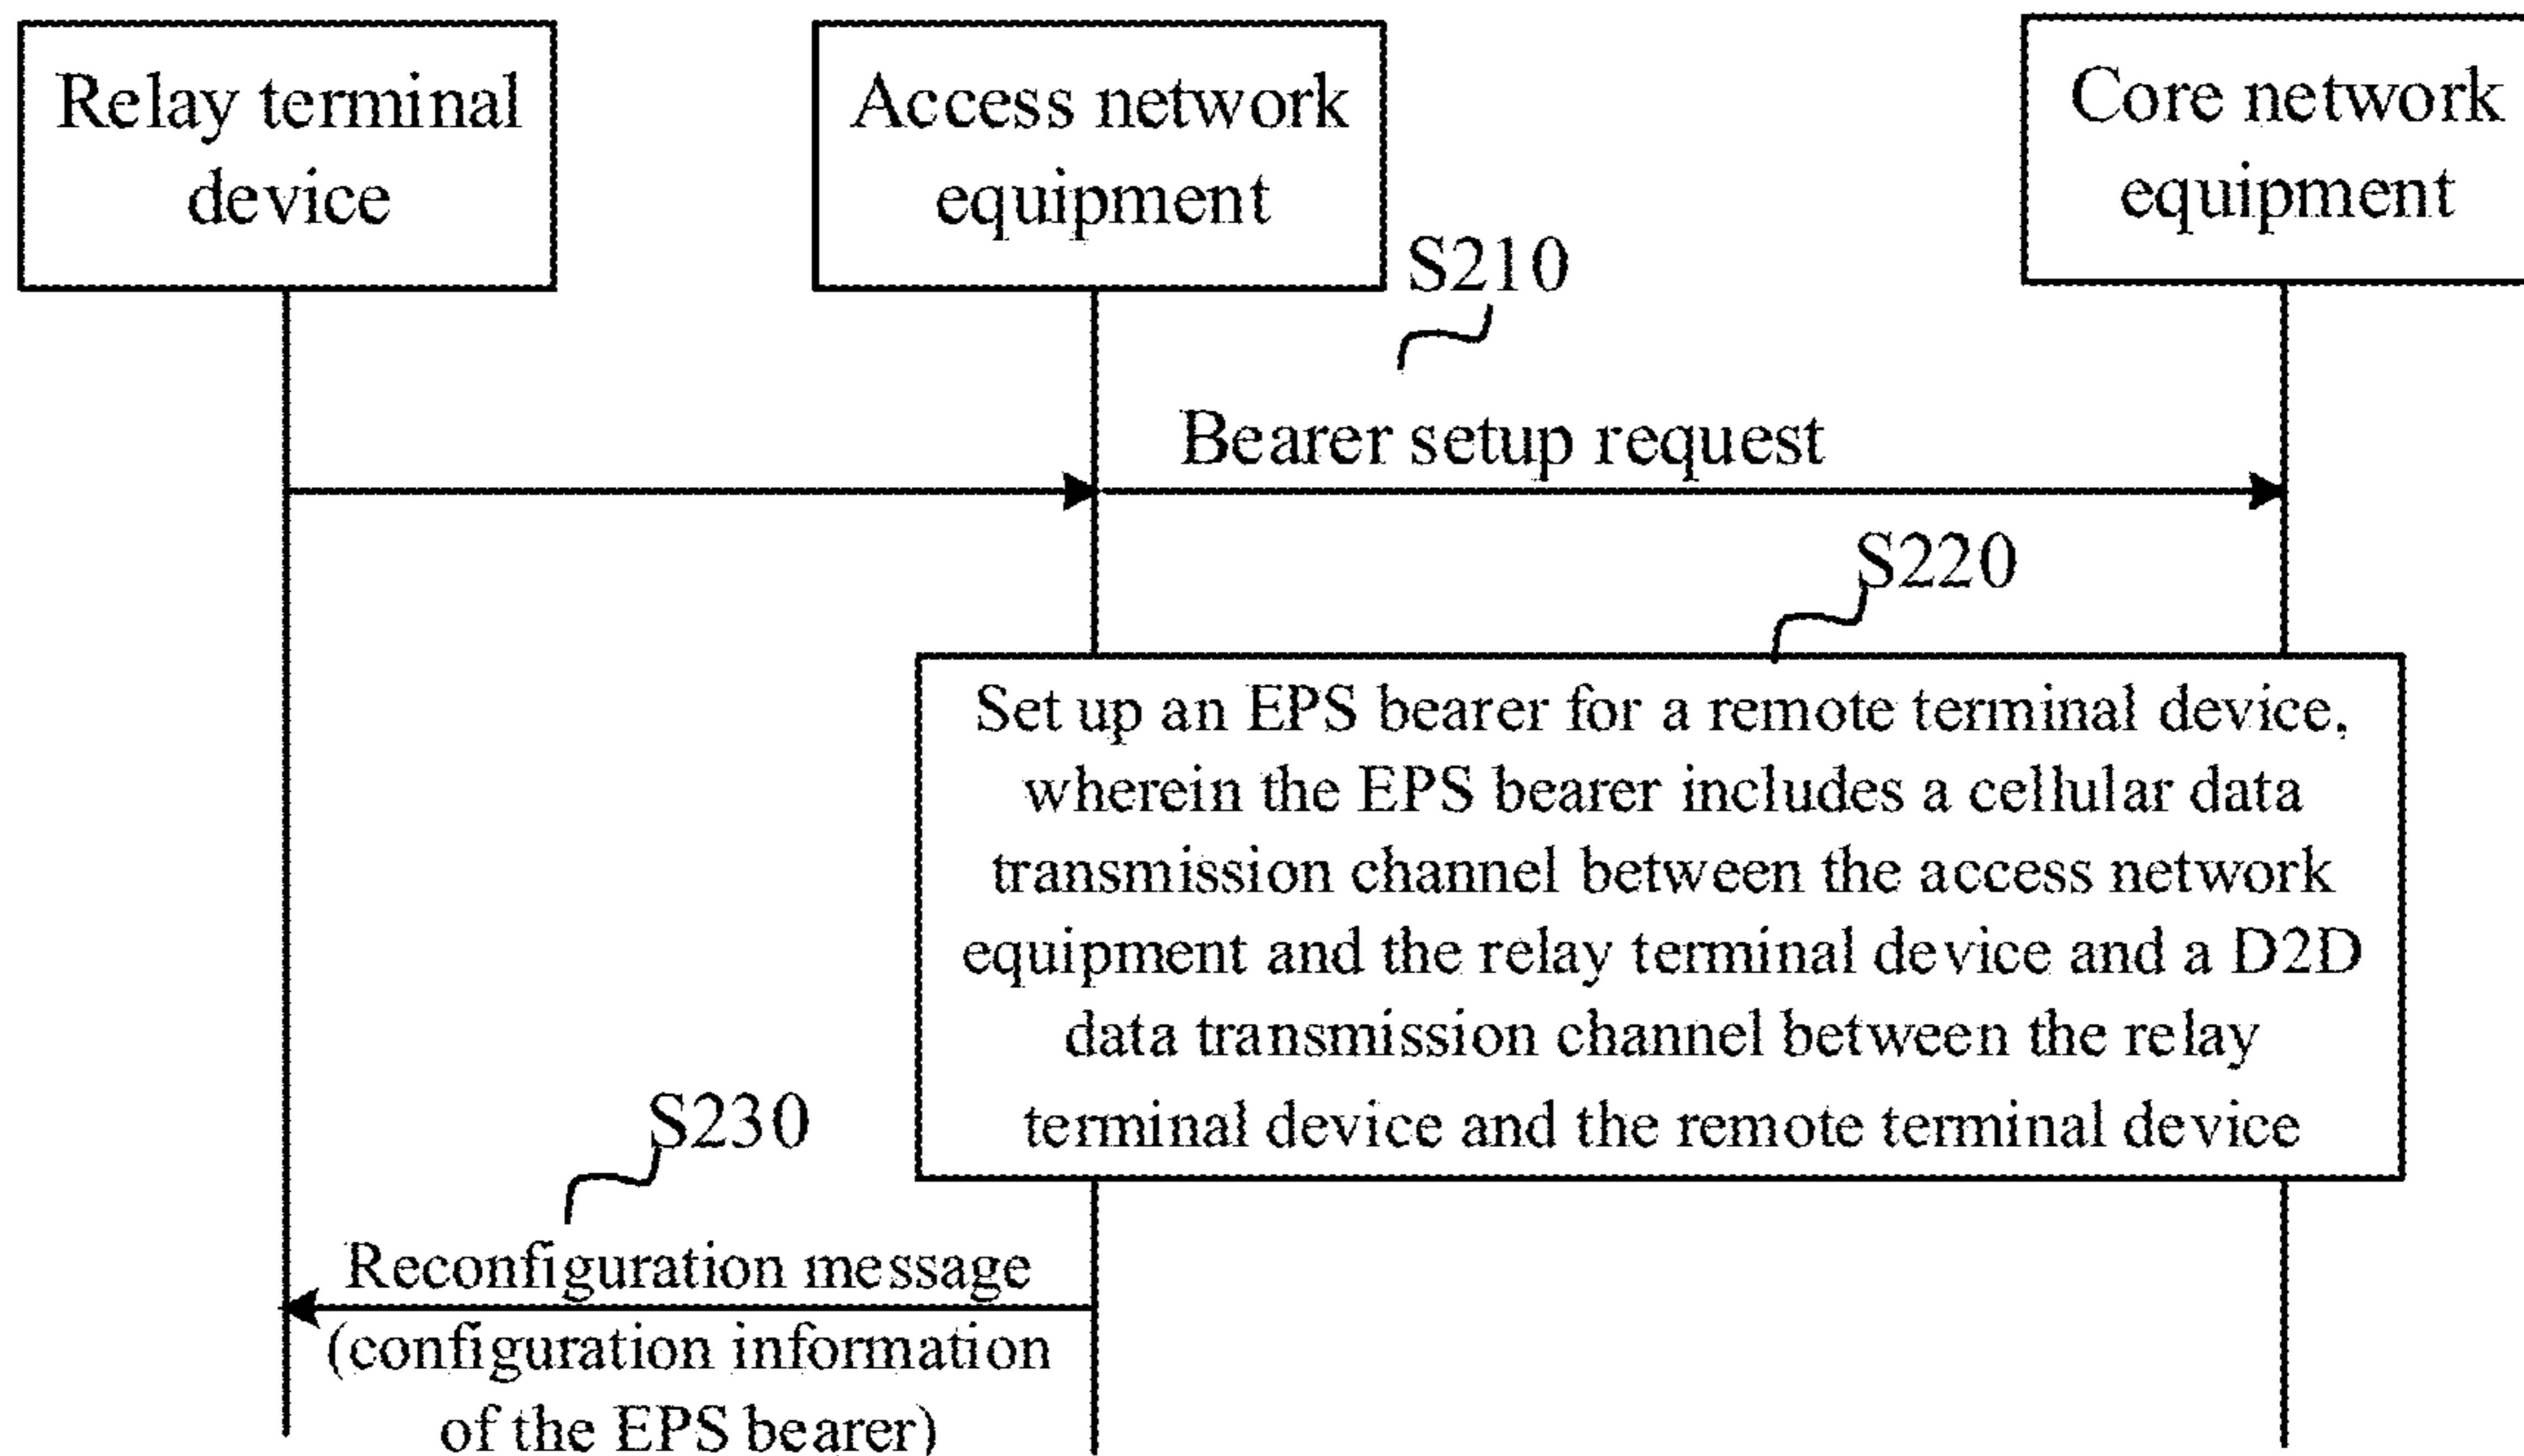 Relay terminal
device
Access network
equipment
Core network
equipment
S210
Bearer setup request
S220
Set up an EPS bearer for a remote terminal device,
wherein the EPS bearer includes a cellular data
transmission channel between the access network
equipment and the relay terminal device and a D2D
data transmission channel between the relay
terminal device and the remote terminal device
S230
Reconfiguration message
(configuration information
of the EPS bearer)